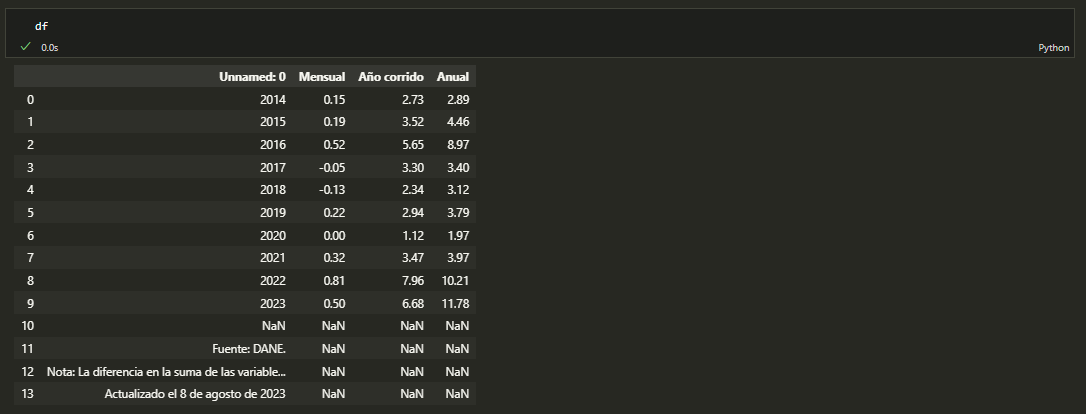 df
0.0s
Python
Unnamed: 0 Mensual Año corrido Anual
0 2014 0.15 2.73 2.89
1 2015 0.19 3.52 4.46
2 2016 0.52 5.65 8.97
3 2017 -0.05 3.30 3.40
4 2018 -0.13 2.34 3.12
5 2019 0.22 2.94 3.79
6 2020 0.00 1.12 1.97
7 2021 0.32 3.47 3.97
8 2022 0.81 7.96 10.21
9 2023 0.50 6.68 11.78
10 NaN NaN NaN NaN
11 Fuente: DANE. NaN NaN NaN
12 Nota: La diferencia en la suma de las variable... NaN NaN NaN
13 Actualizado el 8 de agosto de 2023 NaN NaN NaN